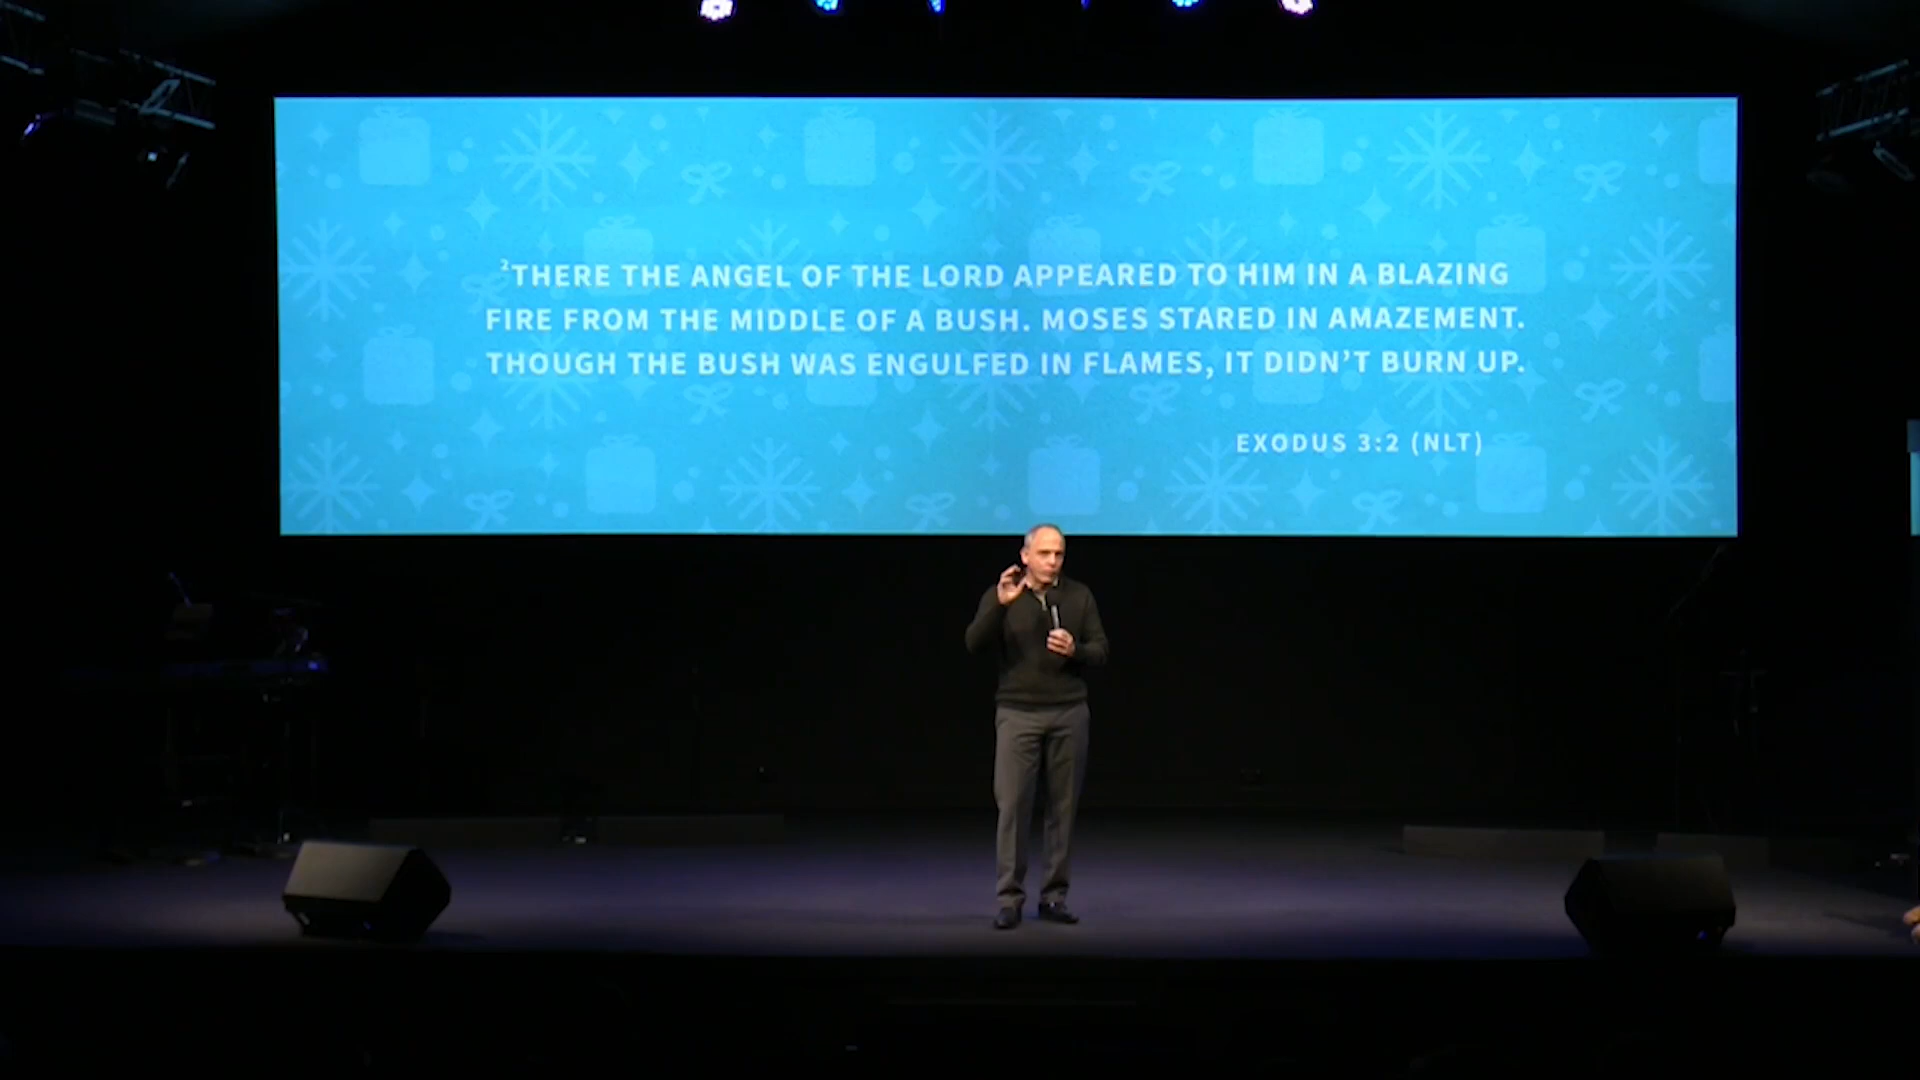 ²THERE THE ANGEL OF THE LORD APPEARED TO HIM IN A BLAZING
FIRE FROM THE MIDDLE OF A BUSH. MOSES STARED IN AMAZEMENT.
THOUGH THE BUSH WAS ENGULFED IN FLAMES, IT DIDN’T BURN UP.
EXODUS 3:2 (NLT)